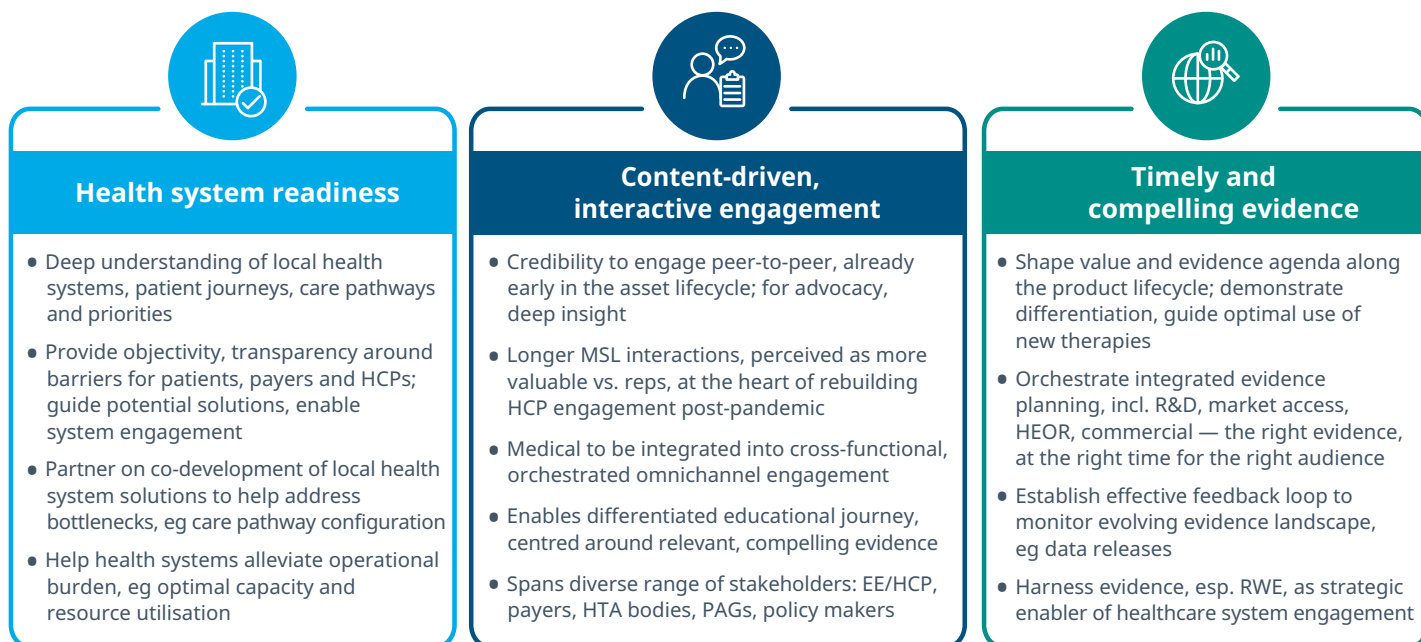 Health system readiness
• Deep understanding of local health
systems, patient journeys, care pathways
and priorities
• Provide objectivity, transparency around
barriers for patients, payers and HCPs;
guide potential solutions, enable
system engagement
• Partner on co-development of local health
system solutions to help address
bottlenecks, eg care pathway configuration
• Help health systems alleviate operational
burden, eg optimal capacity and
resource utilisation
Content-driven,
interactive engagement
• Credibility to engage peer-to-peer, already
early in the asset lifecycle; for advocacy,
deep insight
• Longer MSL interactions, perceived as more
valuable vs. reps, at the heart of rebuilding
HCP engagement post-pandemic
• Medical to be integrated into cross-functional,
orchestrated omnichannel engagement
• Enables differentiated educational journey,
centred around relevant, compelling evidence
• Spans diverse range of stakeholders: EE/HCP,
payers, HTA bodies, PAGs, policy makers
Timely and
compelling evidence
• Shape value and evidence agenda along
the product lifecycle; demonstrate
differentiation, guide optimal use of
new therapies
• Orchestrate integrated evidence
planning, incl. R&D, market access,
HEOR, commercial — the right evidence,
at the right time for the right audience
• Establish effective feedback loop to
monitor evolving evidence landscape,
eg data releases
• Harness evidence, esp. RWE, as strategic
enabler of healthcare system engagement